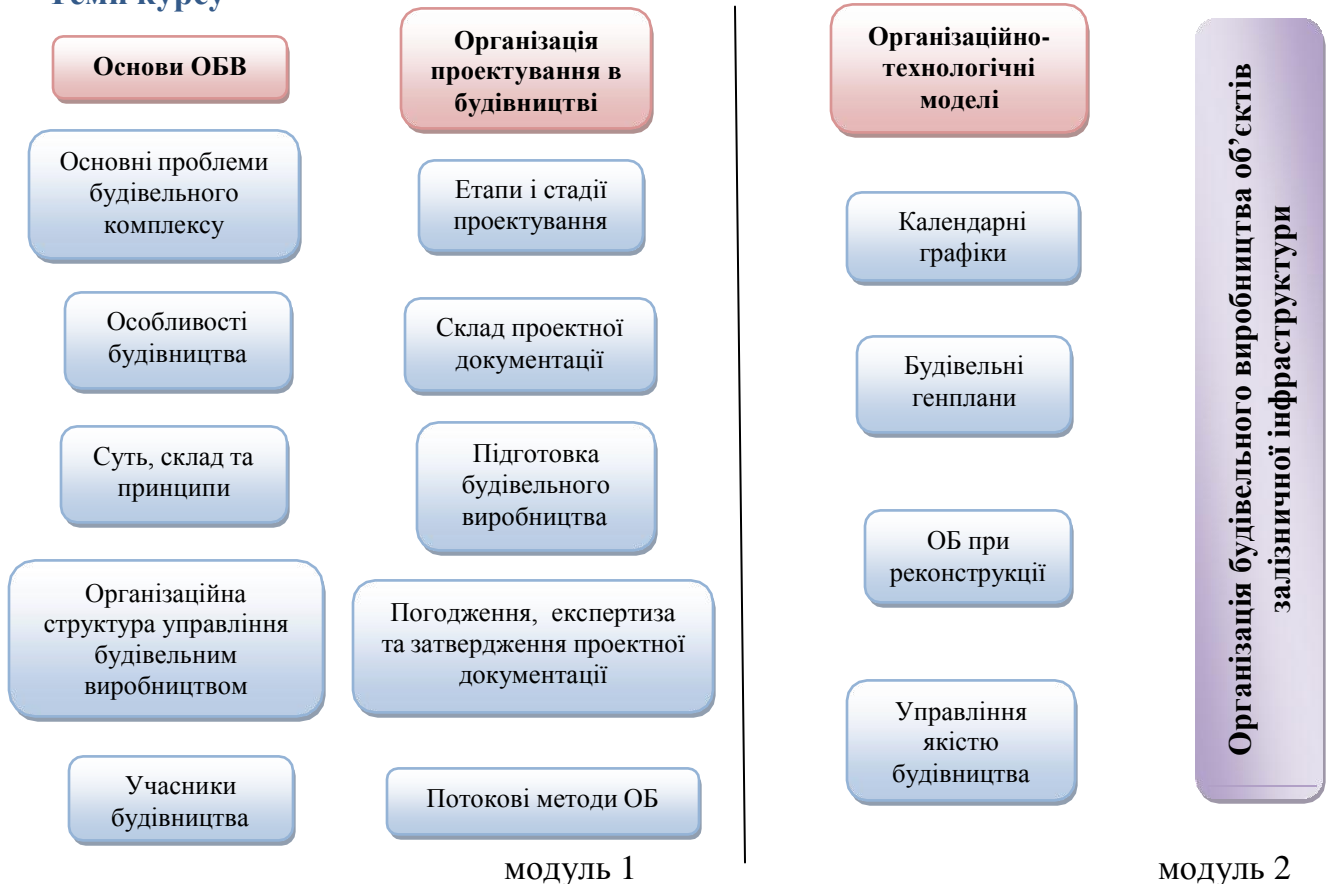 Теми курсу
Основи ОБВ
Основні проблеми
будівельного
комплексу
Особливості
будівництва
Суть, склад та
принципи
Організаційна
структура управління
будівельним
виробництвом
Учасники
будівництва
Організація
проектування в
будівництві
Етапи і стадії
проектування
Склад проектної
документації
Підготовка
будівельного
виробництва
Погодження, експертиза
та затвердження проектної
документації
Потокові методи ОБ
модуль 1
Організаційно-
технологічні
моделі
Календарні
графіки
Будівельні
генплани
ОБ при
реконструкції
Управління
якістю
будівництва
Організація будівельного виробництва об’єктів
залізничної інфраструктури
модуль 2